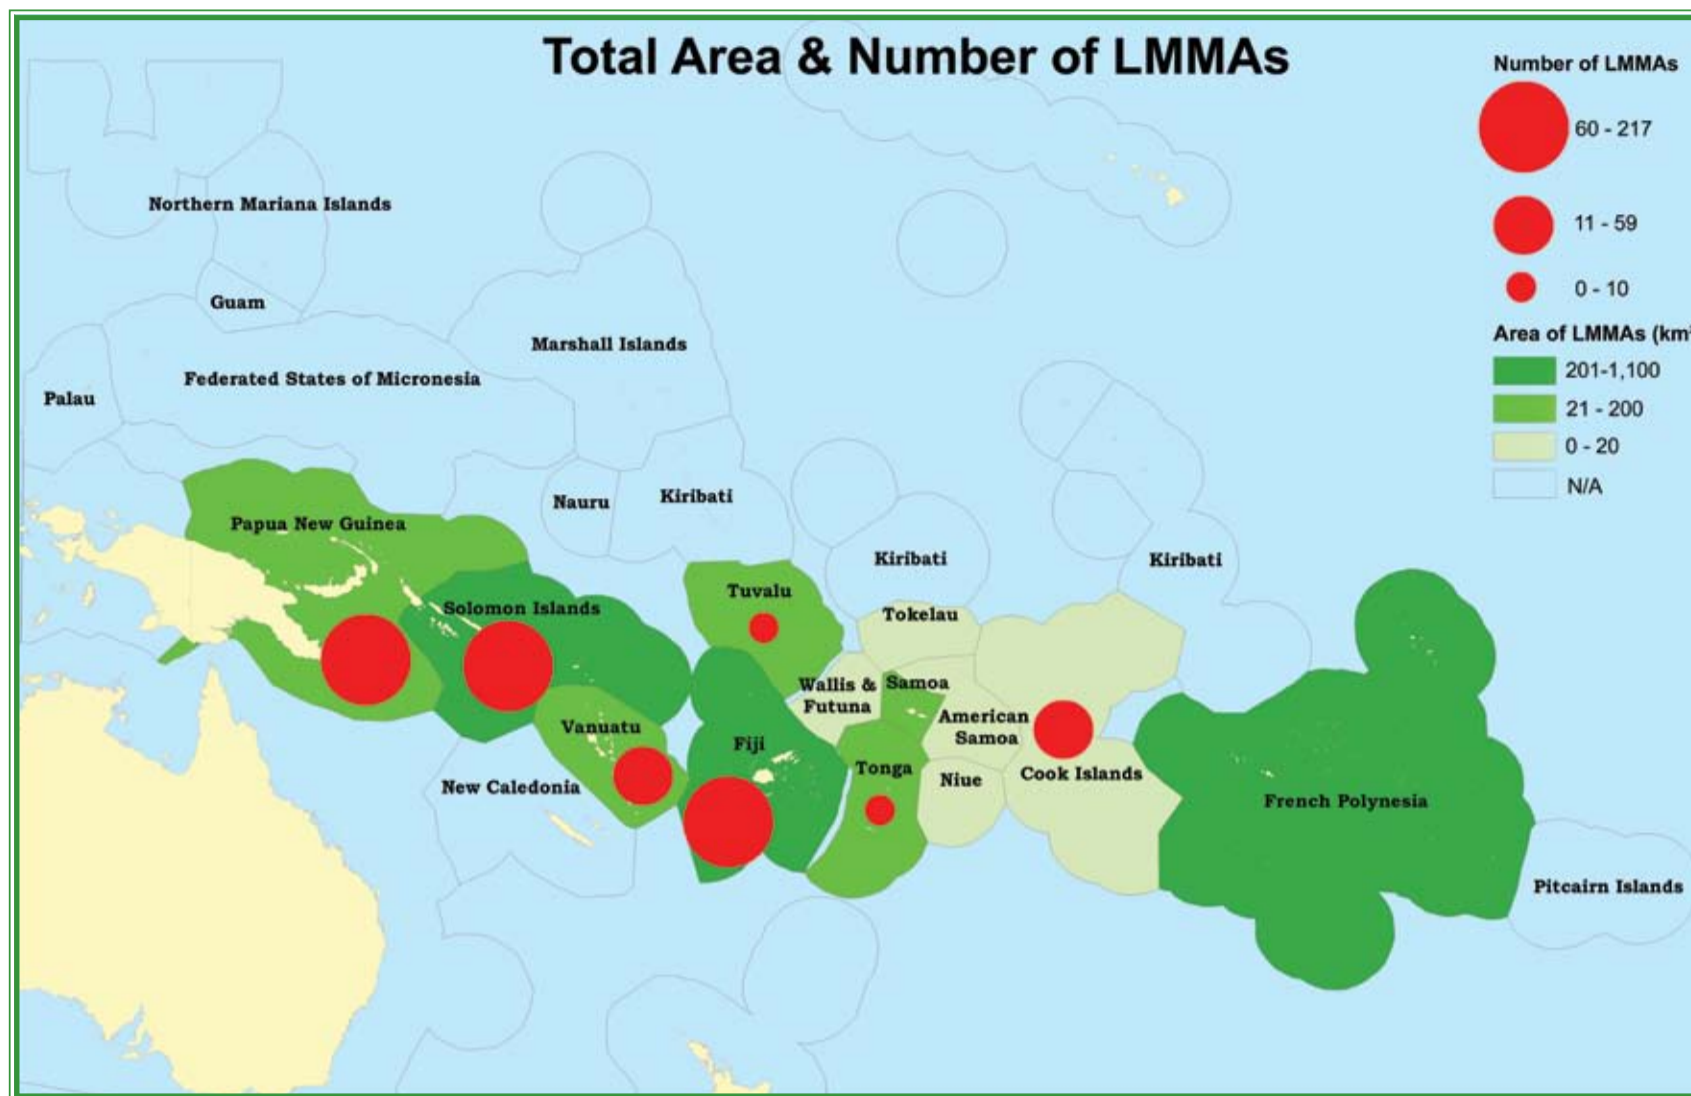 Total Area & Number of LMMAs
Number of LMMAs
60 - 217
11 - 59
0 - 10
Area of LMMAs (km²
201-1,100
21 - 200
0 - 20
N/A
Northern Mariana Islands
Guam
Marshall Islands
Federated States of Micronesia
Palau
Nauru
Kiribati
Papua New Guinea
Kiribati
Kiribati
Tuvalu
Solomon Islands
Tokelau
Wallis &
Futuna
Samoa
American
Samoa
Vanuatu
Fiji
Tonga
Niue
Cook Islands
New Caledonia
French Polynesia
Pitcairn Islands